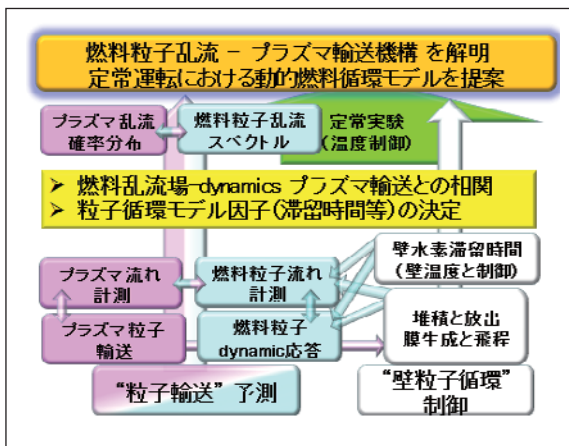 燃料粒子乱流 － プラズマ輸送機構 を解明
定常運転における動的燃料循環モデルを提案
プラズマ乱流
確率分布
燃料粒子乱流
スペクトル
定常実験
(温度制御)
➢ 燃料乱流場-dynamics プラズマ輸送との相関
➢ 粒子循環モデル因子(滞留時間等)の決定
壁水素滞留時間
(壁温度と制御)
プラズマ流れ
計測
燃料粒子流れ
計測
プラズマ粒子
輸送
燃料粒子
dynamic応答
堆積と放出
膜生成と飛程
“粒子輸送” 予測
“壁粒子循環”
制御